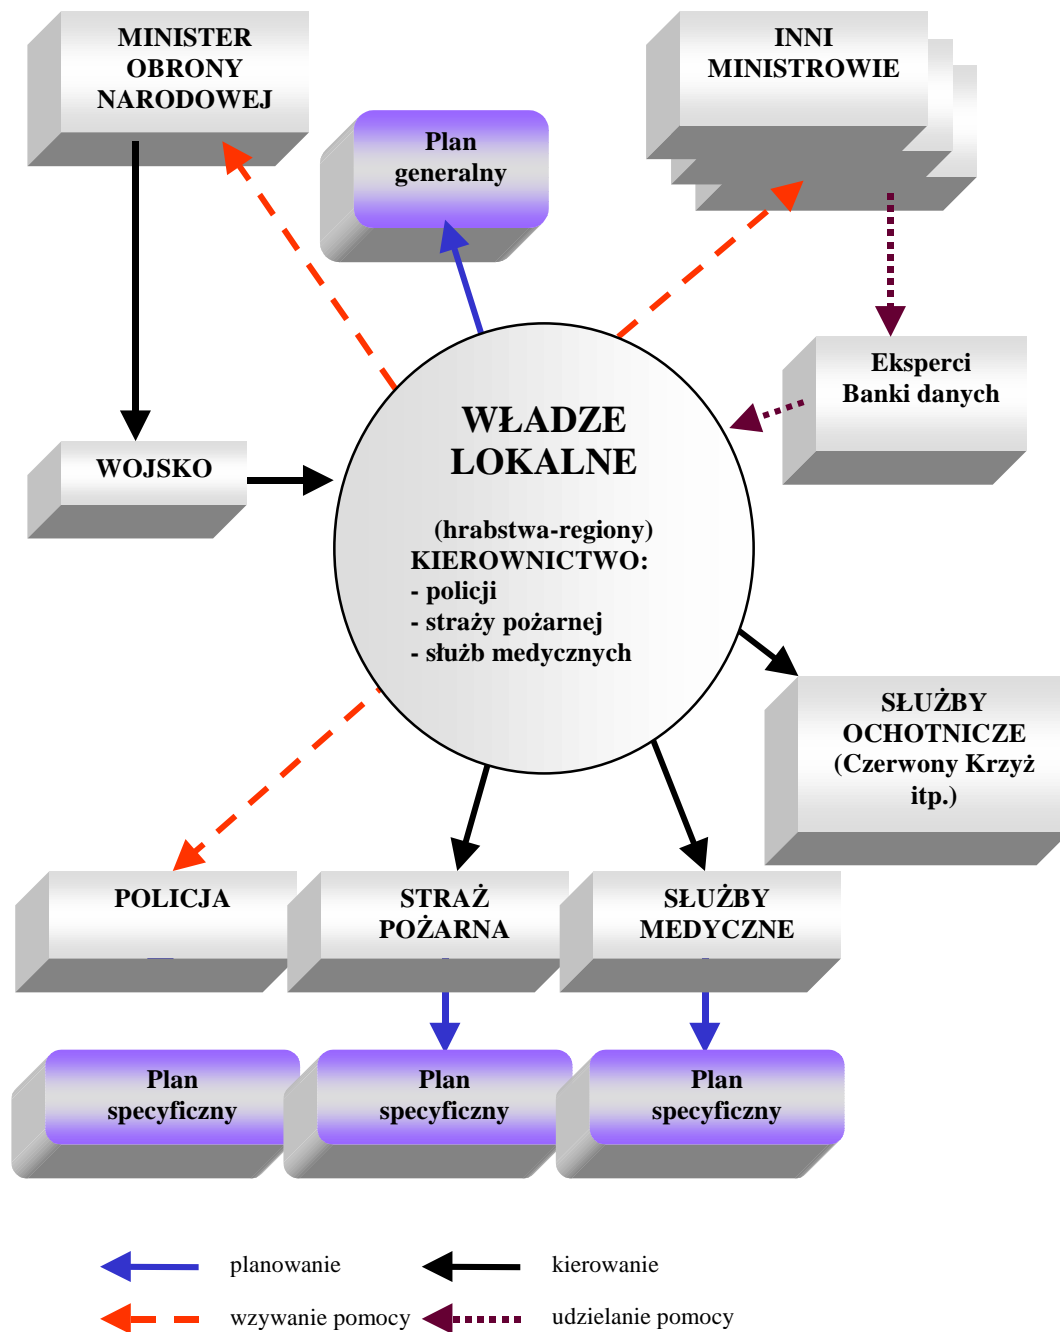 MINISTER
OBRONY
NARODOWEJ
INNI
MINISTROWIE
Plan
generalny
Eksperci
Banki danych
WŁADZE
LOKALNE
(hrabstwa-regiony)
KIEROWNICTWO:
- policji
- straży pożarnej
- służb medycznych
WOJSKO
SŁUŻBY
OCHOTNICZE
(Czerwony Krzyż
itp.)
POLICJA
STRAŻ
POŻARNA
SŁUŻBY
MEDYCZNE
Plan
specyficzny
Plan
specyficzny
Plan
specyficzny
planowanie
kierowanie
wzywanie pomocy
udzielanie pomocy